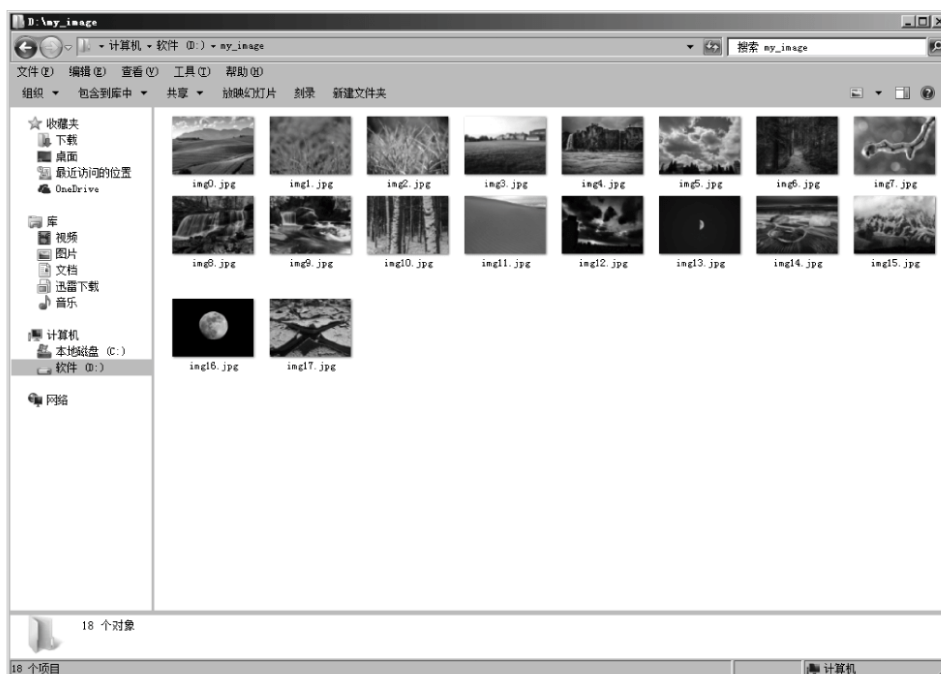 D:\my_image
计算机 软件 (D:) my_image 搜索 my_image
文件(F) 编辑(E) 查看(V) 工具(T) 帮助(H)
组织 包含到库中 共享 放映幻灯片 刻录 新建文件夹
收藏夹
下载
桌面
最近访问的位置
OneDrive
库
视频
图片
文档
迅雷下载
音乐
计算机
本地磁盘 (C:)
软件 (D:)
网络
img0.jpg img1.jpg img2.jpg img3.jpg img4.jpg img5.jpg img6.jpg img7.jpg
img8.jpg img9.jpg img10.jpg img11.jpg img12.jpg img13.jpg img14.jpg img15.jpg
img16.jpg img17.jpg
18 个对象
18 个项目 计算机